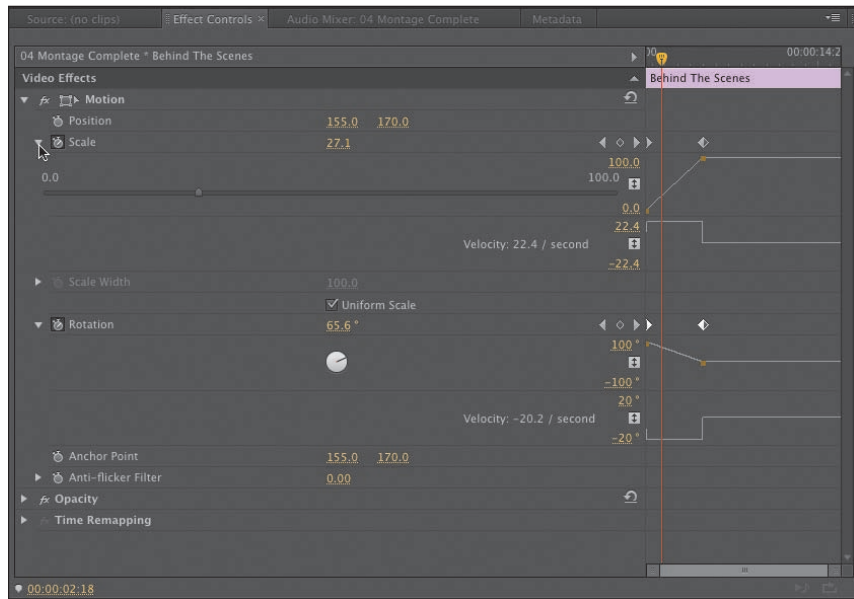 Source: (no clips) Effect Controls × Audio Mixer: 04 Montage Complete Metadata
04 Montage Complete * Behind The Scenes 00:00:14:2
Video Effects Behind The Scenes
fx Motion
Position 155.0 170.0
Scale 27.1
100.0
0.0 100.0
0.0
22.4
Velocity: 22.4 / second
-22.4
Scale Width 100.0
Uniform Scale
Rotation 65.6 °
100 °
-100 °
20 °
Velocity: -20.2 / second
-20 °
Anchor Point 155.0 170.0
Anti-flicker Filter 0.00
fx Opacity
Time Remapping
00:00:02:18